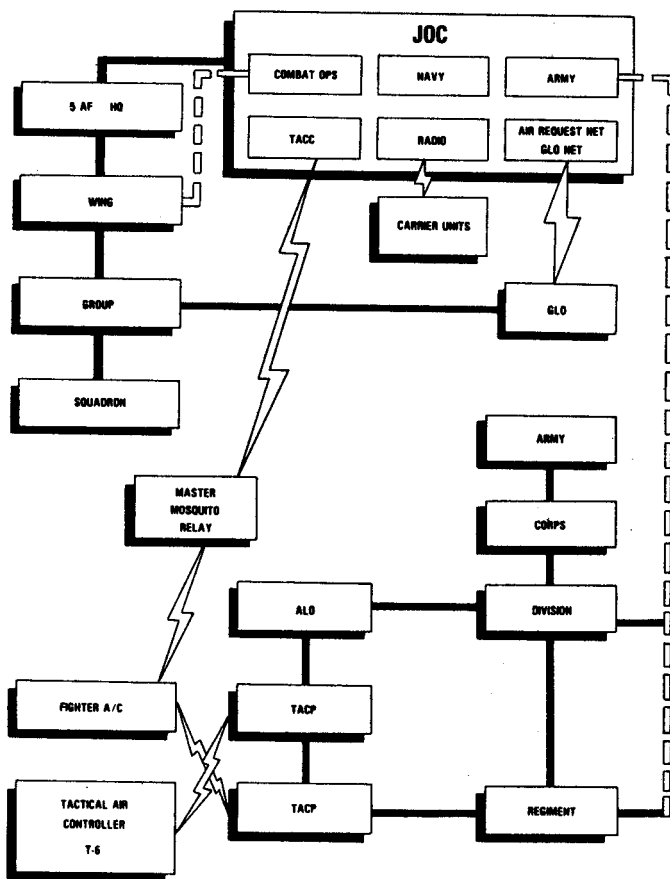 JOC
COMBAT OPS
NAVY
ARMY
5 AF HQ
TACC
RADIO
AIR REQUEST NET
GLO NET
WING
CARRIER UNITS
GROUP
GLO
SQUADRON
ARMY
MASTER
MOSQUITO
RELAY
CORPS
ALO
DIVISION
FIGHTER A/C
TACP
TACTICAL AIR
CONTROLLER
T-6
TACP
REGIMENT